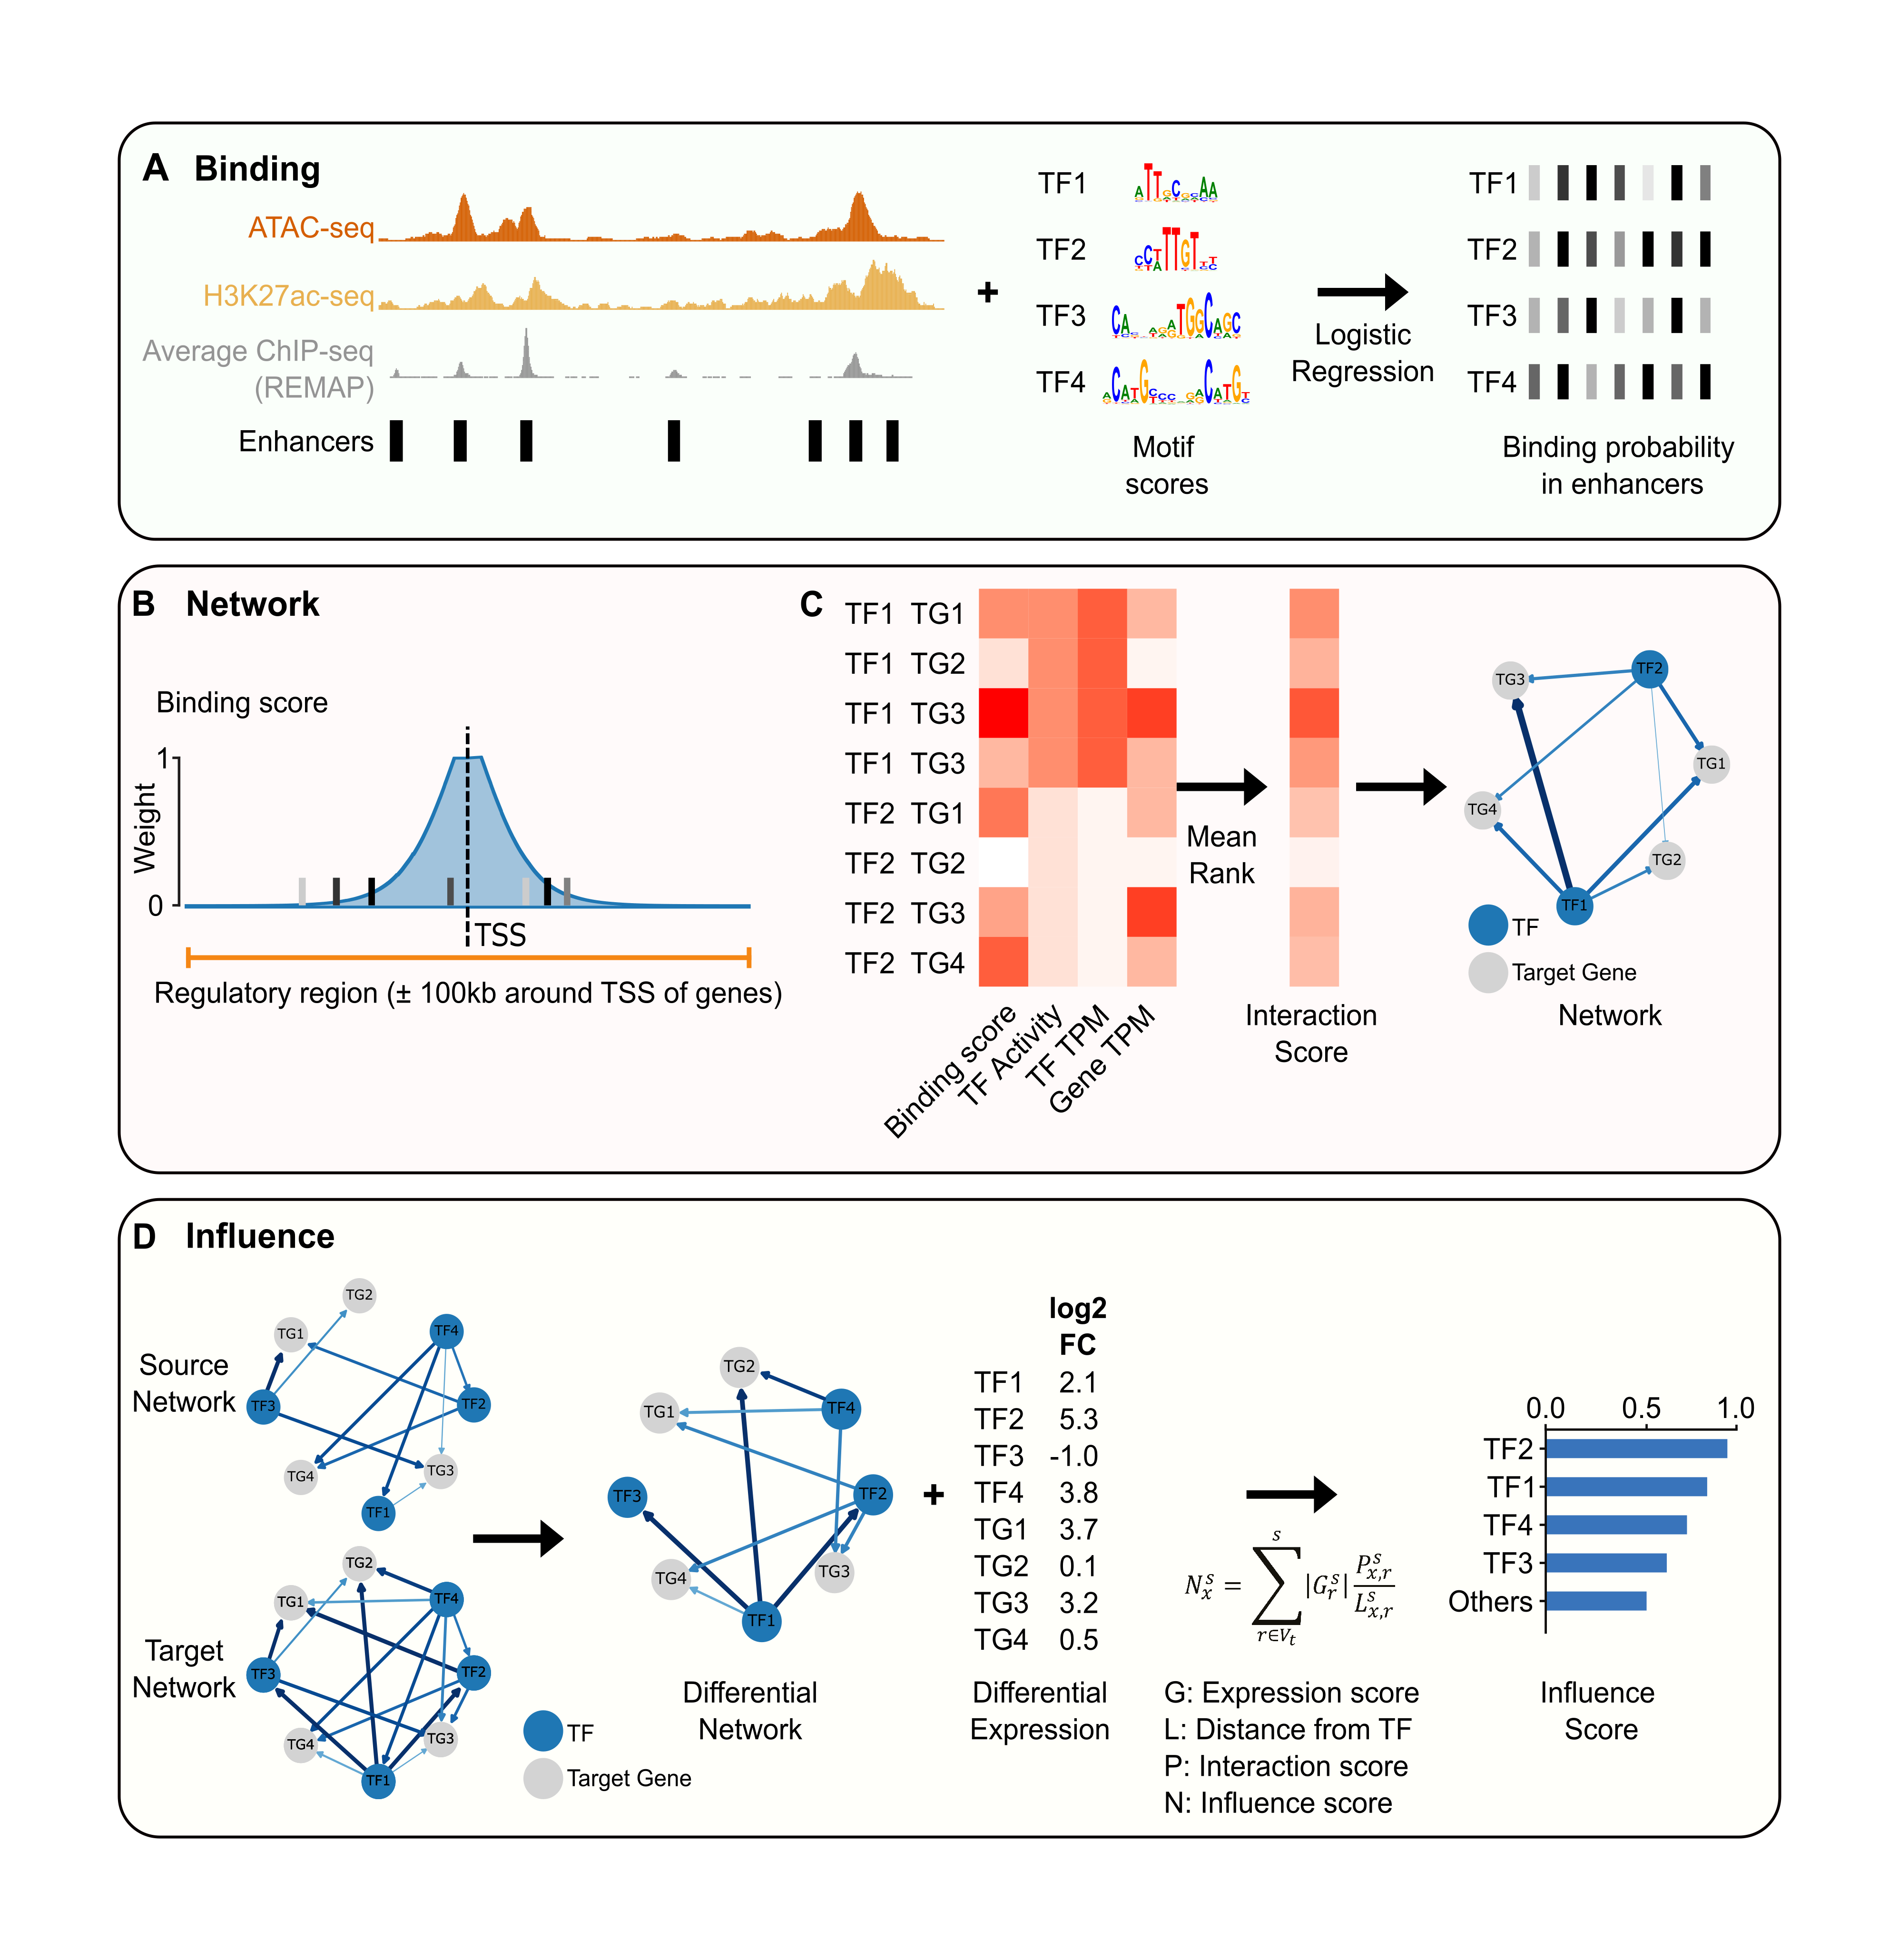 A Binding
ATAC-seq
H3K27ac-seq
Average ChIP-seq
(REMAP)
Enhancers
+
TF1
TF2
TF3
TF4
Motif
scores
Logistic
Regression
TF1
TF2
TF3
TF4
Binding probability
in enhancers
B Network
Binding score
Weight
1
0
TSS
Regulatory region (± 100kb around TSS of genes)
C
TF1 TG1
TF1 TG2
TF1 TG3
TF1 TG3
TF2 TG1
TF2 TG2
TF2 TG3
TF2 TG4
Binding score
TF Activity
TF TPM
Gene TPM
Mean
Rank
Interaction
Score
TF2
TG3
TG1
TG4
TG2
TF1
TF
Target Gene
Network
D Influence
Source
Network
TG2
TG1
TF4
TF3
TF2
TG4
TG3
TF1
Target
Network
TG2
TG1
TF4
TF3
TF2
TG4
TG3
TF1
TF
Target Gene
TG2
TG1
TF4
TF3
TF2
TG4
TG3
TF1
Differential
Network
+
log2
FC
TF1 2.1
TF2 5.3
TF3 -1.0
TF4 3.8
TG1 3.7
TG2 0.1
TG3 3.2
TG4 0.5
Differential
Expression
N_x^s = ∑_{r∈V_t}^s |G_r^s| P_{x,r}^s / L_{x,r}^s
G: Expression score
L: Distance from TF
P: Interaction score
N: Influence score
0.0 0.5 1.0
TF2
TF1
TF4
TF3
Others
Influence
Score